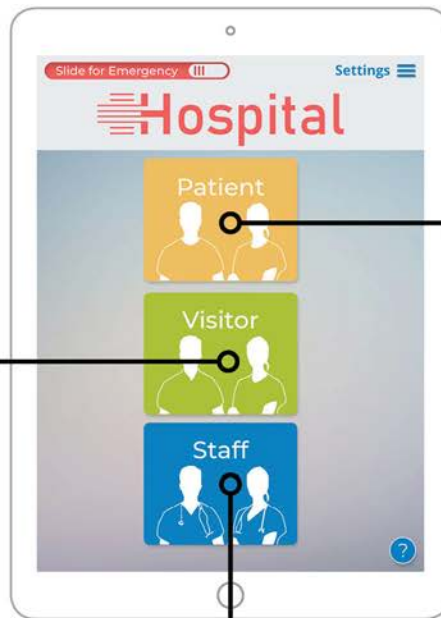 Slide for Emergency
Settings
Hospital
Patient
Visitor
Staff
?